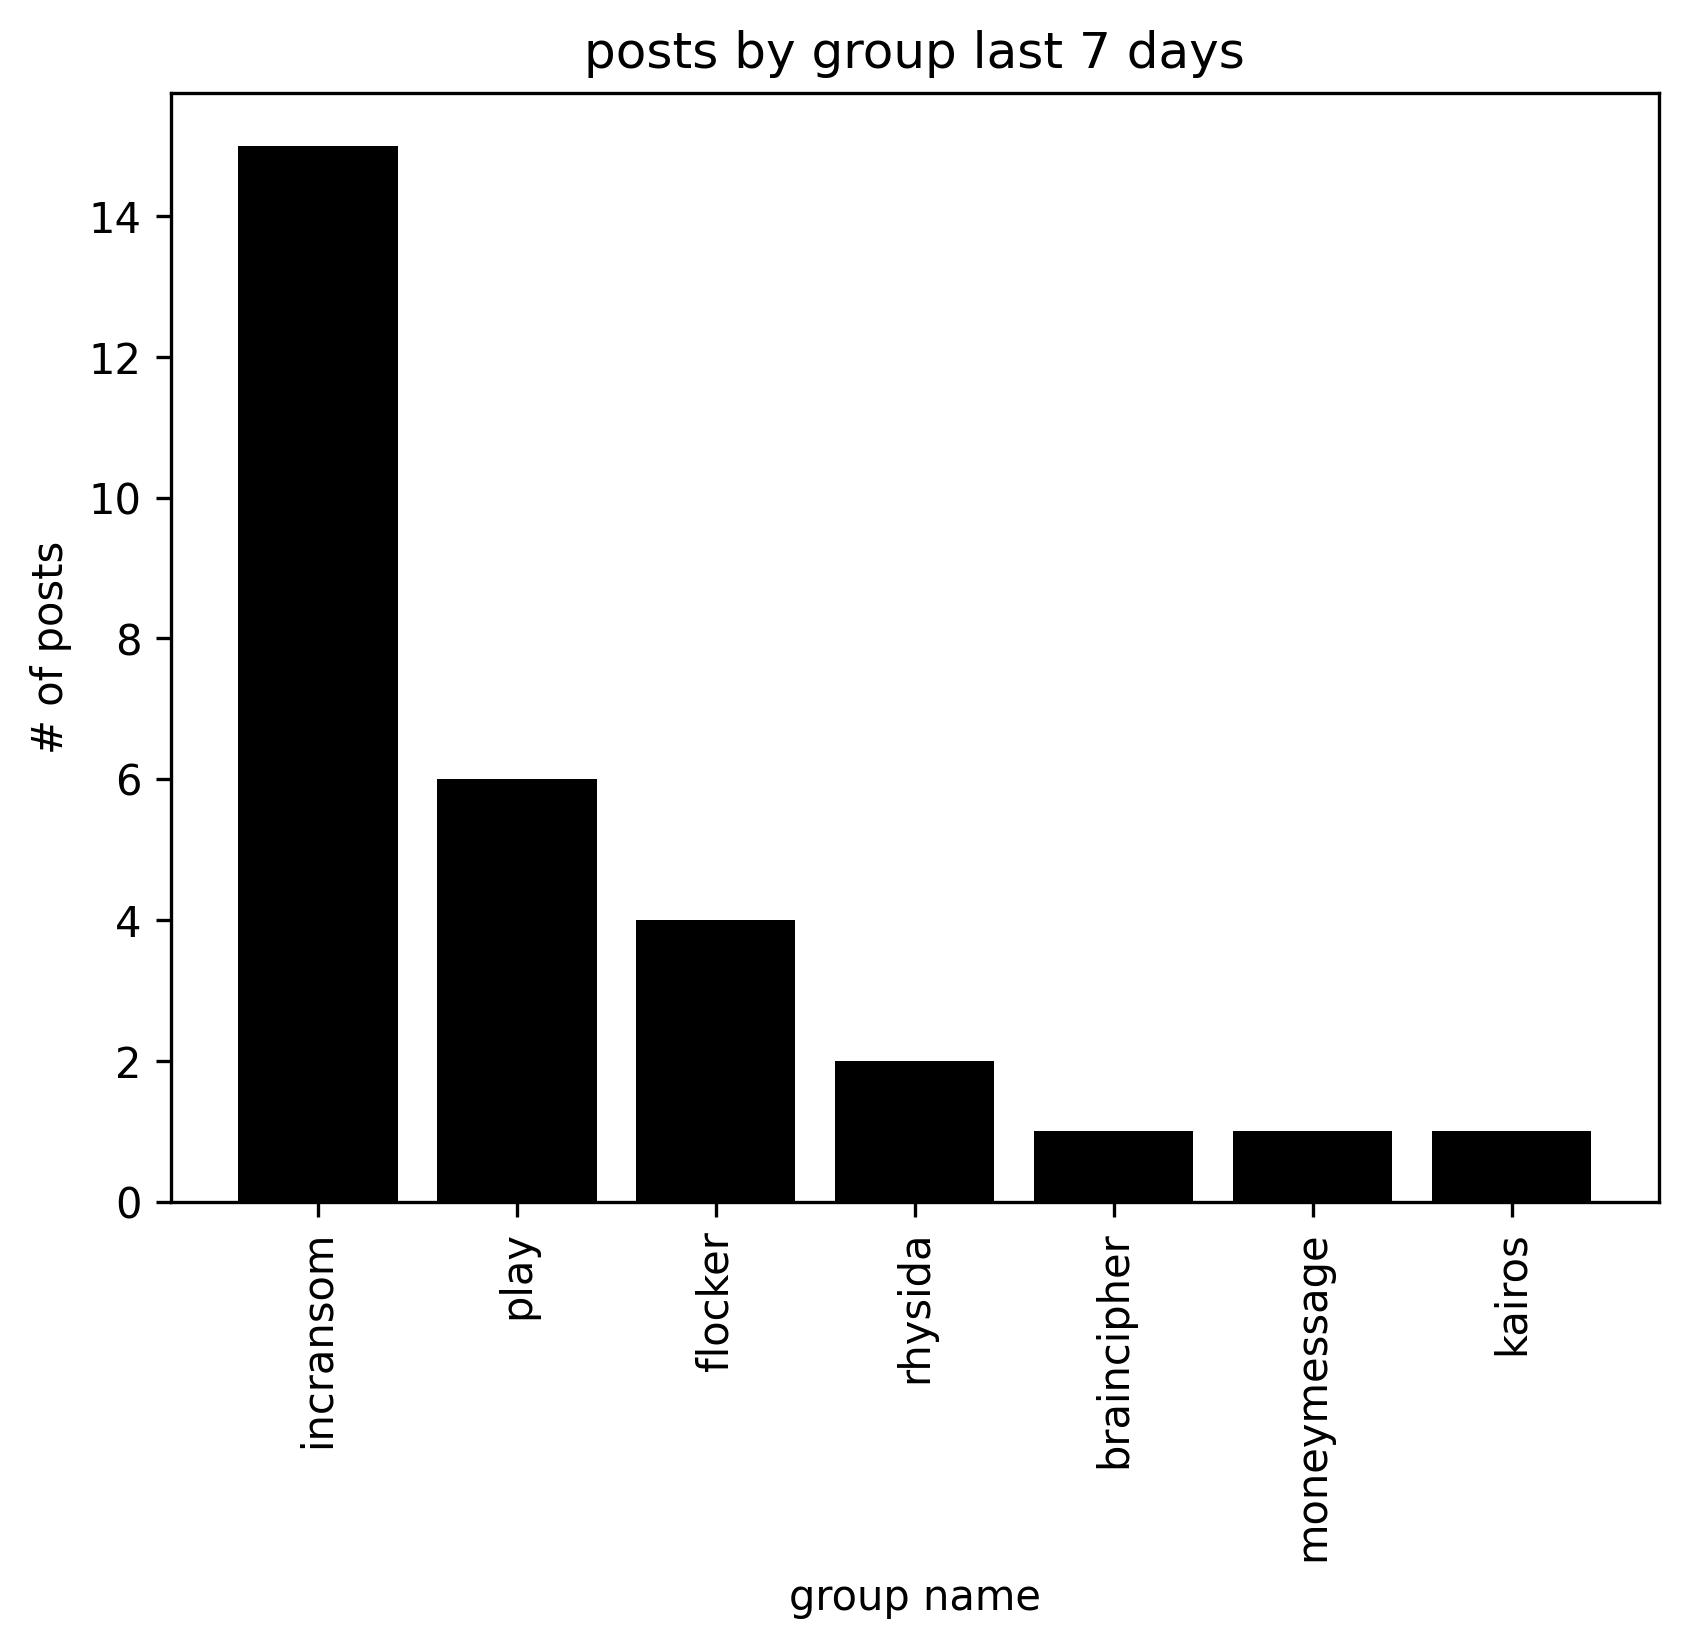 posts by group last 7 days
# of posts
14
12
10
8
6
4
2
0
incransom
play
flocker
rhysida
braincipher
moneymessage
kairos
group name